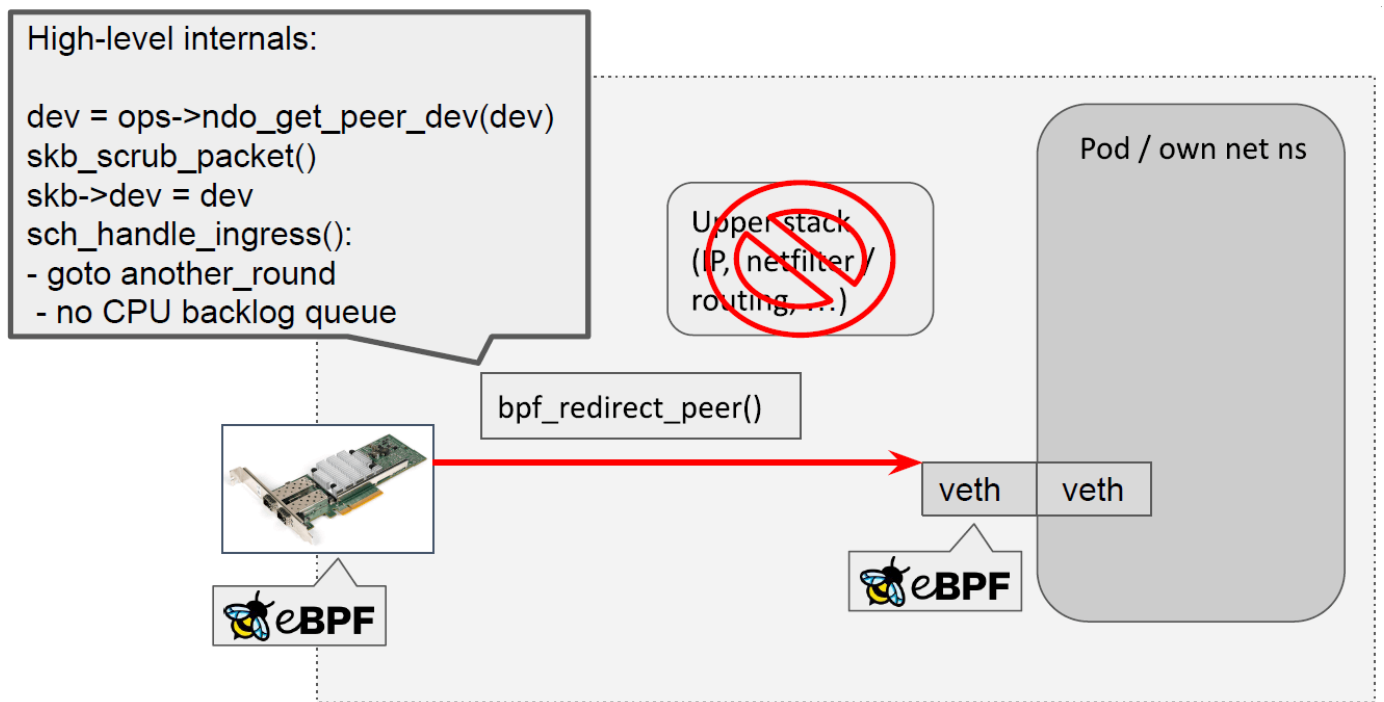 High-level internals:
dev = ops->ndo_get_peer_dev(dev)
skb_scrub_packet()
skb->dev = dev
sch_handle_ingress():
- goto another_round
- no CPU backlog queue
Pod / own net ns
Upper stack
(IP, netfilter /
routing, …)
bpf_redirect_peer()
veth
veth
eBPF
eBPF